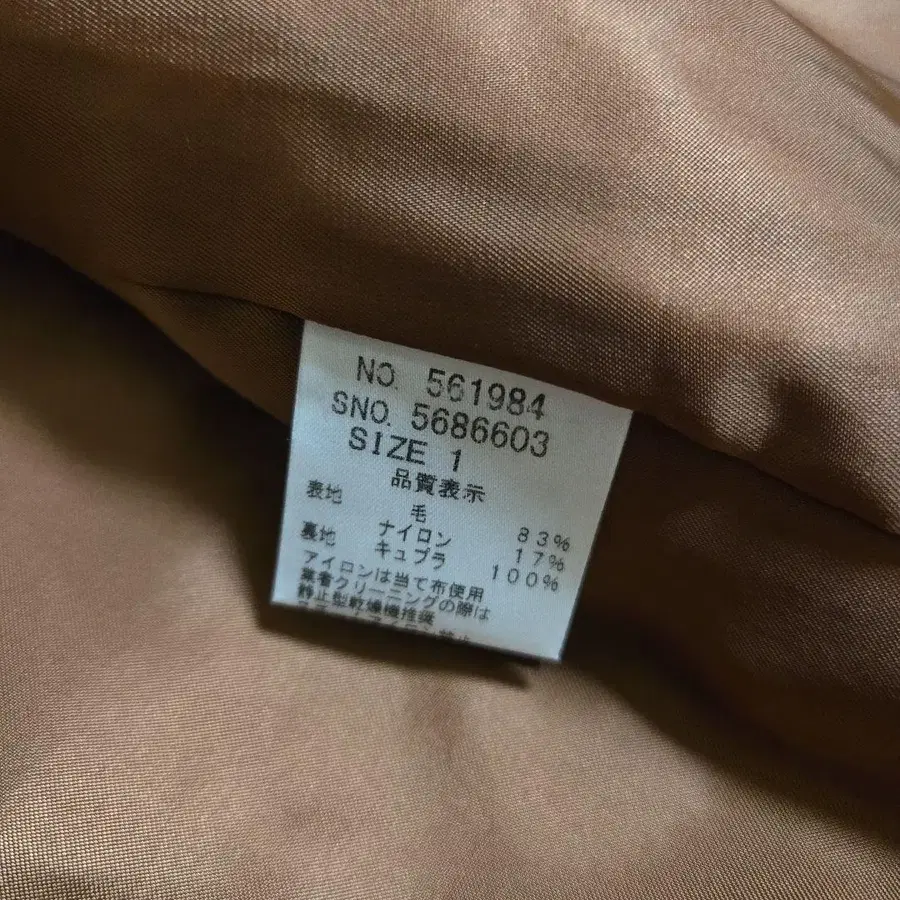 NO. 561984
SNO. 5686603
SIZE 1
品質表示
表地
毛 83%
ナイロン 17%
裏地 キュプラ 100%
アイロンは当て布使用
業者クリーニングの際は
静止型乾燥機推奨